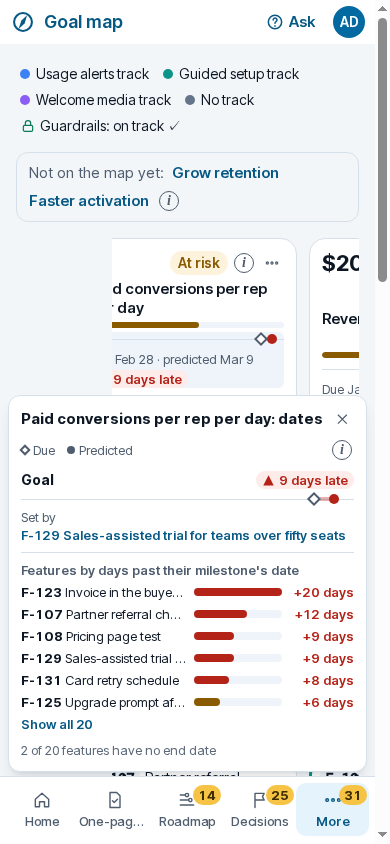 Goal map
Ask
AD
Usage alerts track
Guided setup track
Welcome media track
No track
Guardrails: on track ✓
Not on the map yet: Grow retention
Faster activation
i
At risk
i
d conversions per rep
r day
Feb 28 · predicted Mar 9
9 days late
$20
Rever
Due Ja
Paid conversions per rep per day: dates
Due
Predicted
i
Goal
▲ 9 days late
Set by
F-129 Sales-assisted trial for teams over fifty seats
Features by days past their milestone's date
F-123 Invoice in the buye… +20 days
F-107 Partner referral ch… +12 days
F-108 Pricing page test +9 days
F-129 Sales-assisted trial … +9 days
F-131 Card retry schedule +8 days
F-125 Upgrade prompt af… +6 days
Show all 20
2 of 20 features have no end date
14
25
31
Home
One-pag…
Roadmap
Decisions
More